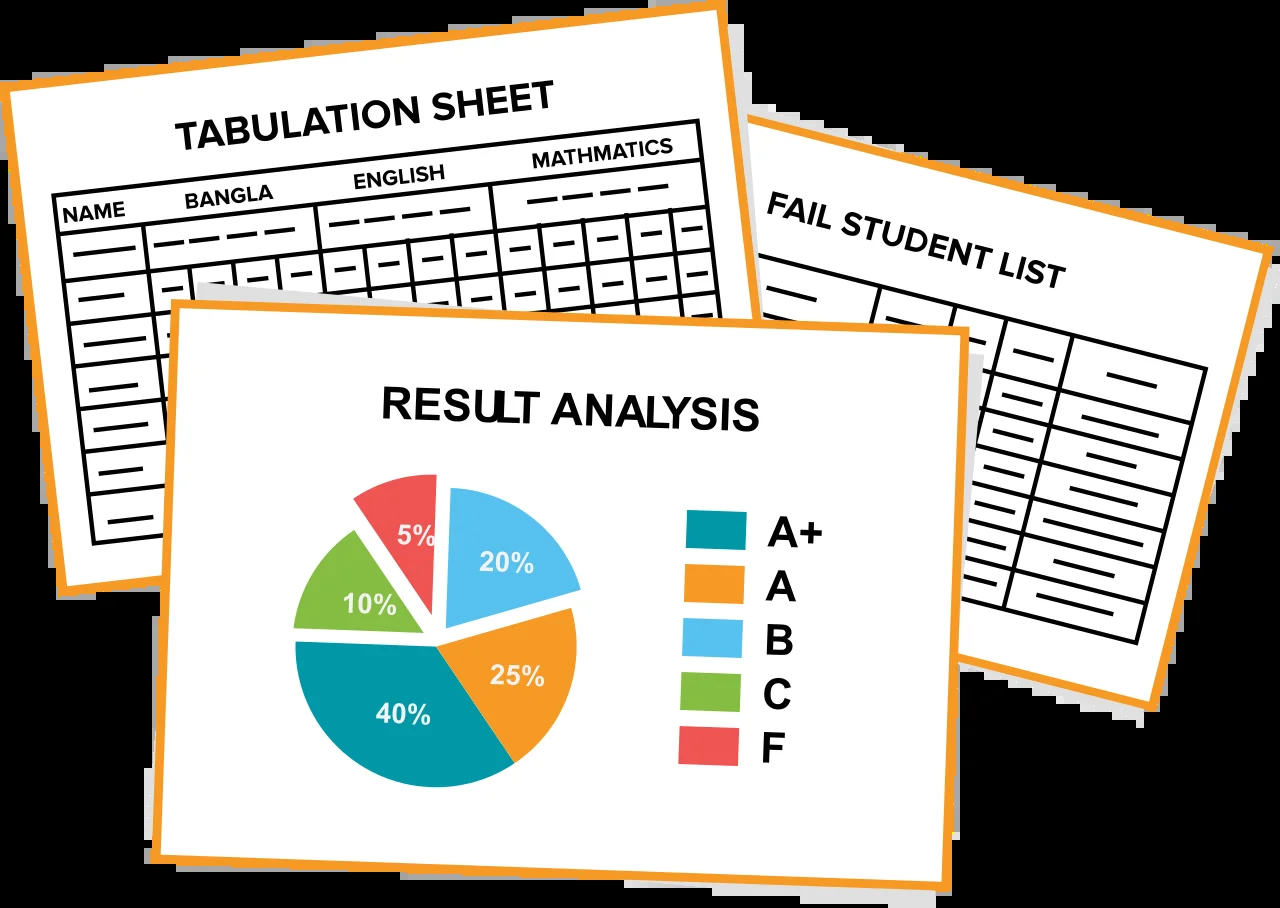 TABULATION SHEET
NAME BANGLA ENGLISH MATHMATICS
FAIL STUDENT LIST
RESULT ANALYSIS
5%
20%
10%
25%
40%
A+
A
B
C
F